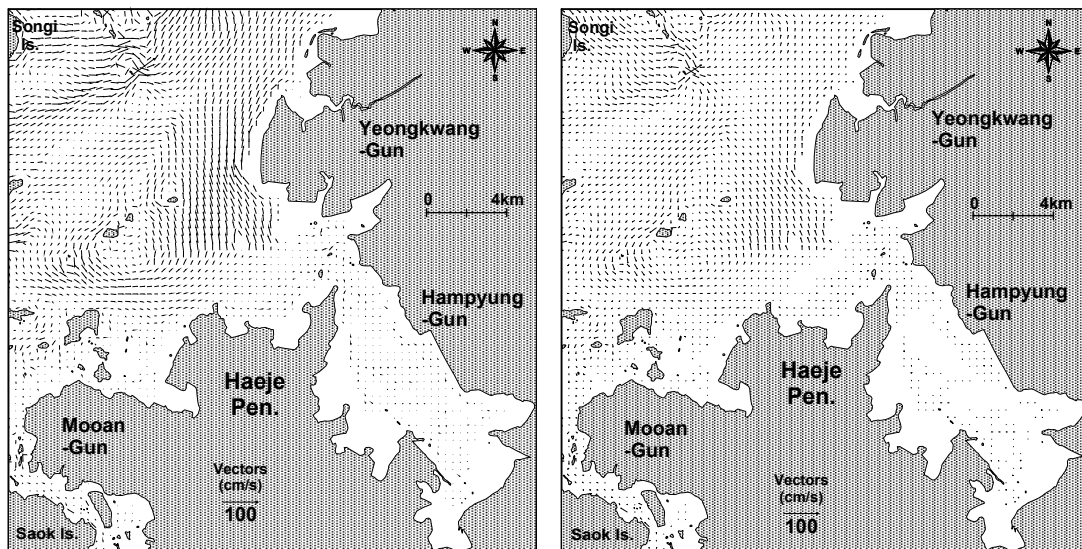 Songi
Is.
N
W
E
S
Yeongkwang
-Gun
0
4km
Hampyung
-Gun
Haeje
Pen.
Mooan
-Gun
Vectors
(cm/s)
100
Saok Is.
Songi
Is.
N
W
E
S
Yeongkwang
-Gun
0
4km
Hampyung
-Gun
Haeje
Pen.
Mooan
-Gun
Vectors
(cm/s)
100
Saok Is.